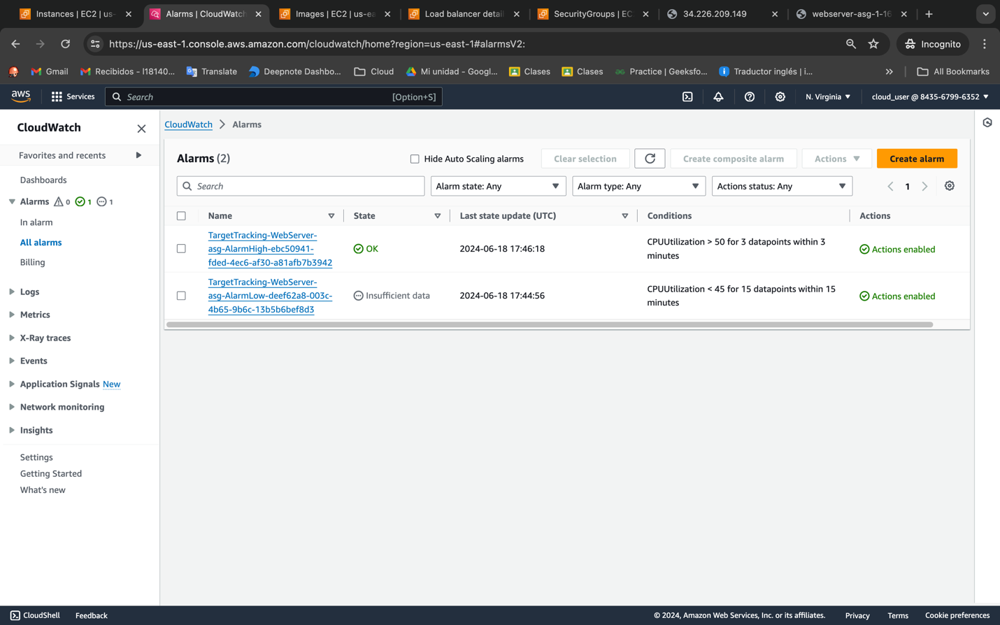 Instances | EC2 | us-
Alarms | CloudWatch
Images | EC2 | us-ea
Load balancer detail
SecurityGroups | EC
34.226.209.149
webserver-asg-1-16
https://us-east-1.console.aws.amazon.com/cloudwatch/home?region=us-east-1#alarmsV2:
Incognito
Gmail
Recibidos - l18140...
Translate
Deepnote Dashbo...
Cloud
Mi unidad - Googl...
Clases
Clases
Practice | Geeksfo...
Traductor inglés | i...
All Bookmarks
aws
Services
Search
[Option+S]
N. Virginia
cloud_user @ 8435-6799-6352
CloudWatch
Favorites and recents
Dashboards
Alarms 0 1 1
In alarm
All alarms
Billing
Logs
Metrics
X-Ray traces
Events
Application Signals New
Network monitoring
Insights
Settings
Getting Started
What's new
CloudWatch > Alarms
Alarms (2)
Hide Auto Scaling alarms
Clear selection
Create composite alarm
Actions
Create alarm
Search
Alarm state: Any
Alarm type: Any
Actions status: Any
1
Name
State
Last state update (UTC)
Conditions
Actions
TargetTracking-WebServer-
asg-AlarmHigh-ebc50941-
fded-4ec6-af30-a81afb7b3942
OK
2024-06-18 17:46:18
CPUUtilization > 50 for 3 datapoints within 3
minutes
Actions enabled
TargetTracking-WebServer-
asg-AlarmLow-deef62a8-003c-
4b65-9b6c-13b5b6bef8d3
Insufficient data
2024-06-18 17:44:56
CPUUtilization < 45 for 15 datapoints within 15
minutes
Actions enabled
CloudShell
Feedback
© 2024, Amazon Web Services, Inc. or its affiliates.
Privacy
Terms
Cookie preferences